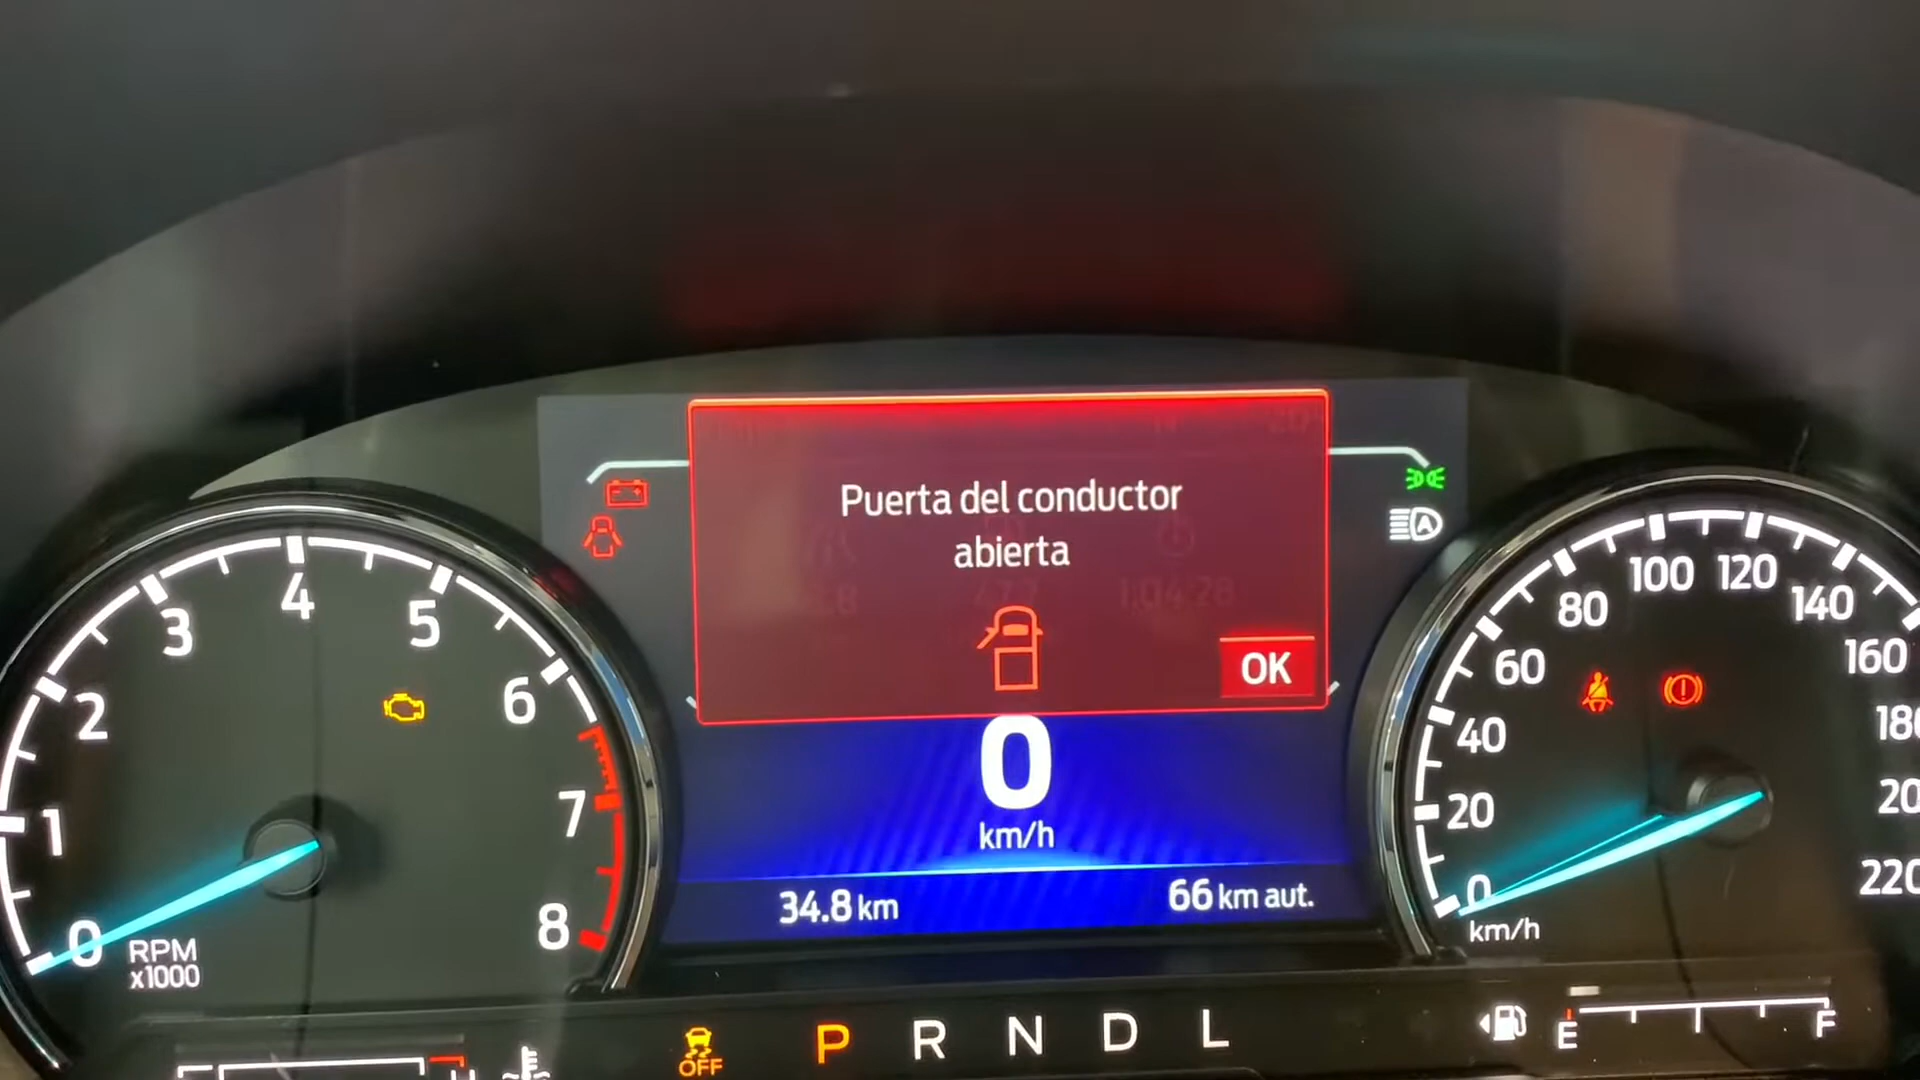 Puerta del conductor
abierta
OK
0
km/h
34.8 km
66 km aut.
0
1
2
3
4
5
6
7
8
RPM
x1000
0
20
40
60
80
100
120
140
160
220
km/h
OFF
P R N D L
E
F
A